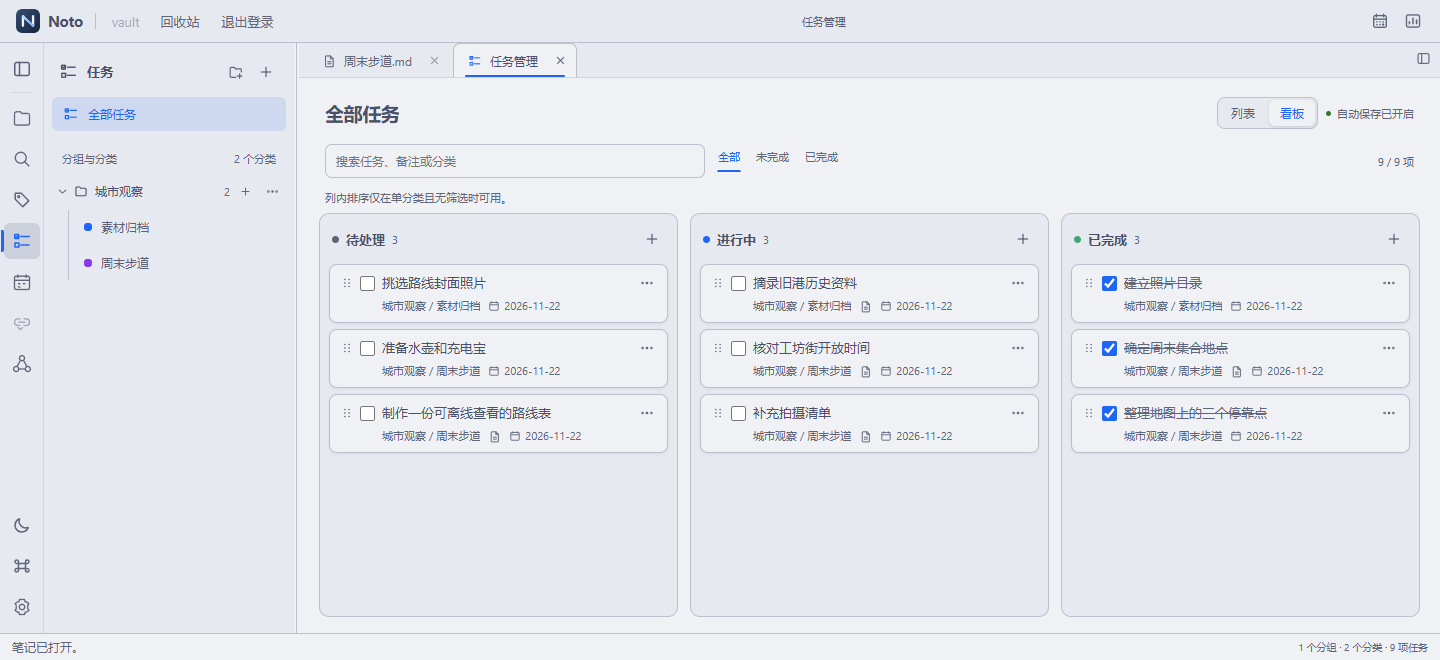 Noto vault 回收站 退出登录 任务管理
周末步道.md 任务管理
任务
全部任务
分组与分类 2 个分类
城市观察 2
素材归档
周末步道
全部任务
列表 看板 自动保存已开启
搜索任务、备注或分类
全部 未完成 已完成
9 / 9 项
列内排序仅在单分类且无筛选时可用。
待处理 3
挑选路线封面照片
城市观察 / 素材归档 2026-11-22
准备水壶和充电宝
城市观察 / 周末步道 2026-11-22
制作一份可离线查看的路线表
城市观察 / 周末步道 2026-11-22
进行中 3
摘录旧港历史资料
城市观察 / 素材归档 2026-11-22
核对工坊街开放时间
城市观察 / 周末步道 2026-11-22
补充拍摄清单
城市观察 / 周末步道 2026-11-22
已完成 3
建立照片目录
城市观察 / 素材归档 2026-11-22
确定周末集合地点
城市观察 / 周末步道 2026-11-22
整理地图上的三个停靠点
城市观察 / 周末步道 2026-11-22
笔记已打开。
1 个分组 · 2 个分类 · 9 项任务